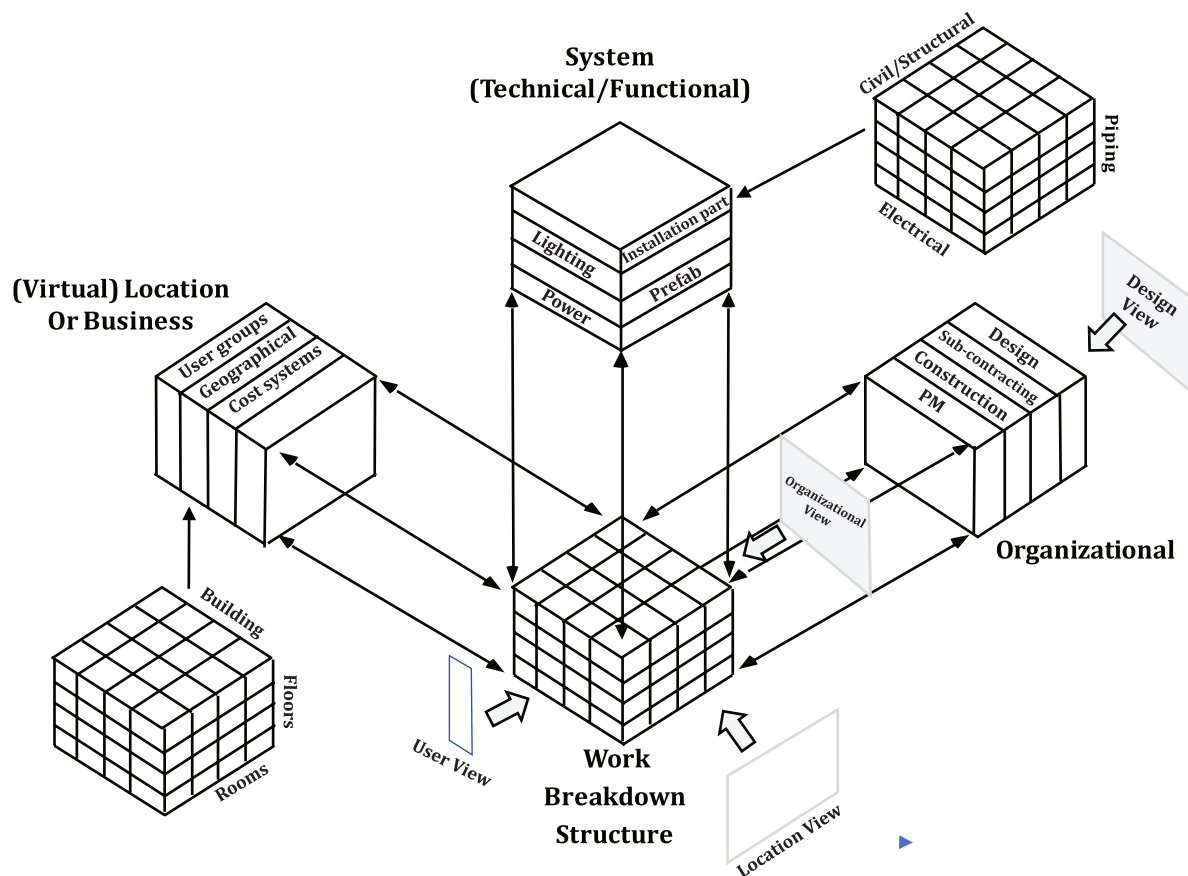 System
(Technical/Functional)
Civil/Structural
Piping
Electrical
Installation part
Lighting
Prefab
Power
Design
View
(Virtual) Location
Or Business
User groups
Geographical
Cost systems
Design
Sub-contracting
Construction
PM
Organizational
View
Organizational
Building
Floors
Rooms
User View
Work
Breakdown
Structure
Location View